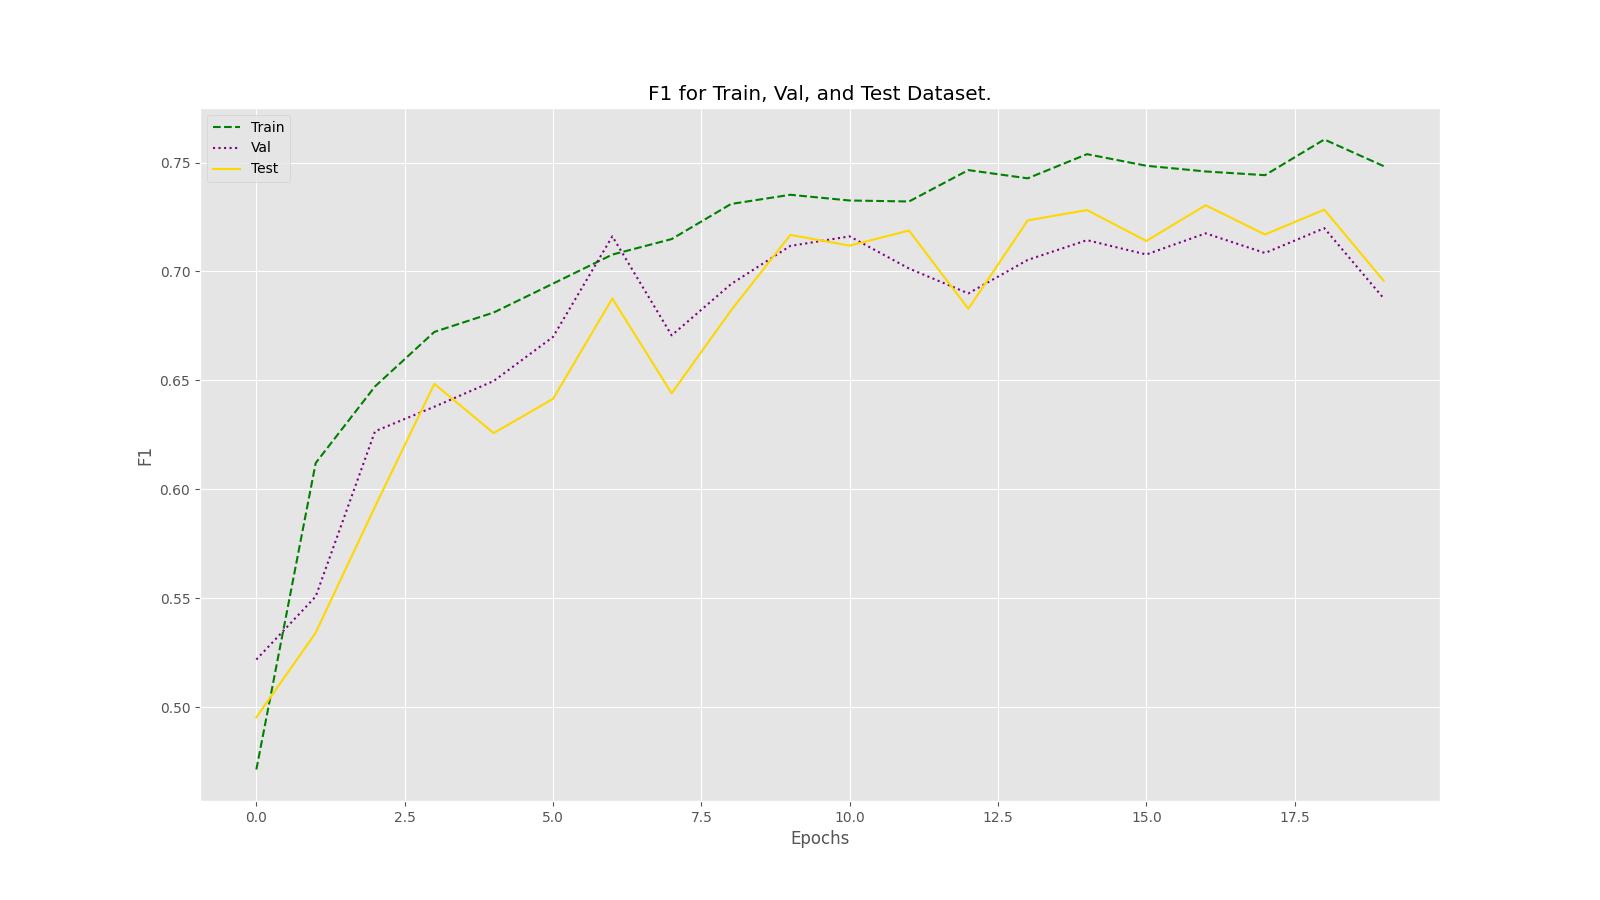 F1 for Train, Val, and Test Dataset.
Train
Val
Test
0.75
0.70
0.65
0.60
0.55
0.50
F1
0.0 2.5 5.0 7.5 10.0 12.5 15.0 17.5
Epochs